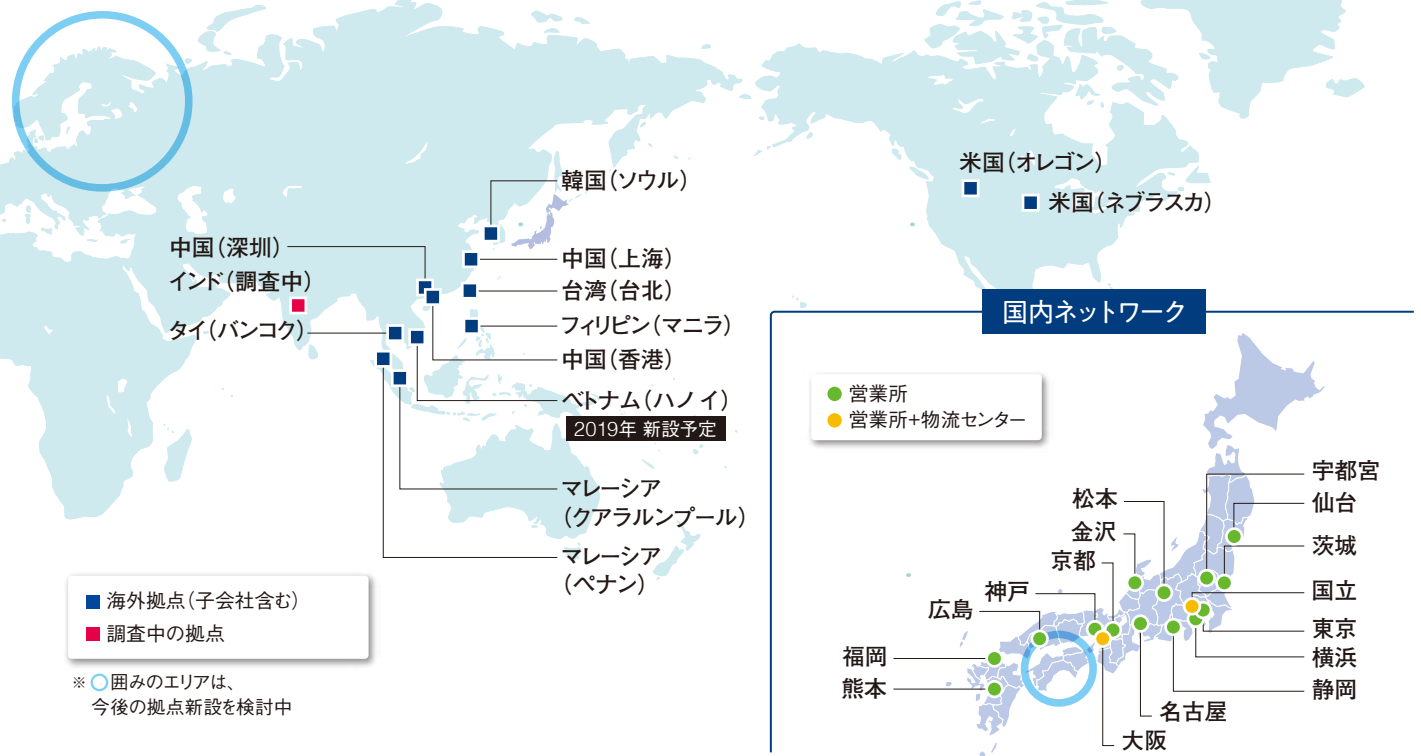 韓国(ソウル)
中国(深圳)
中国(上海)
インド(調査中)
台湾(台北)
タイ(バンコク)
フィリピン(マニラ)
中国(香港)
ベトナム(ハノイ)
2019年 新設予定
マレーシア
(クアラルンプール)
マレーシア
(ペナン)
米国(オレゴン)
米国(ネブラスカ)
海外拠点(子会社含む)
調査中の拠点
※ ○囲みのエリアは、
今後の拠点新設を検討中
国内ネットワーク
営業所
営業所+物流センター
宇都宮
仙台
松本
金沢
茨城
京都
神戸
国立
広島
東京
福岡
横浜
熊本
静岡
名古屋
大阪